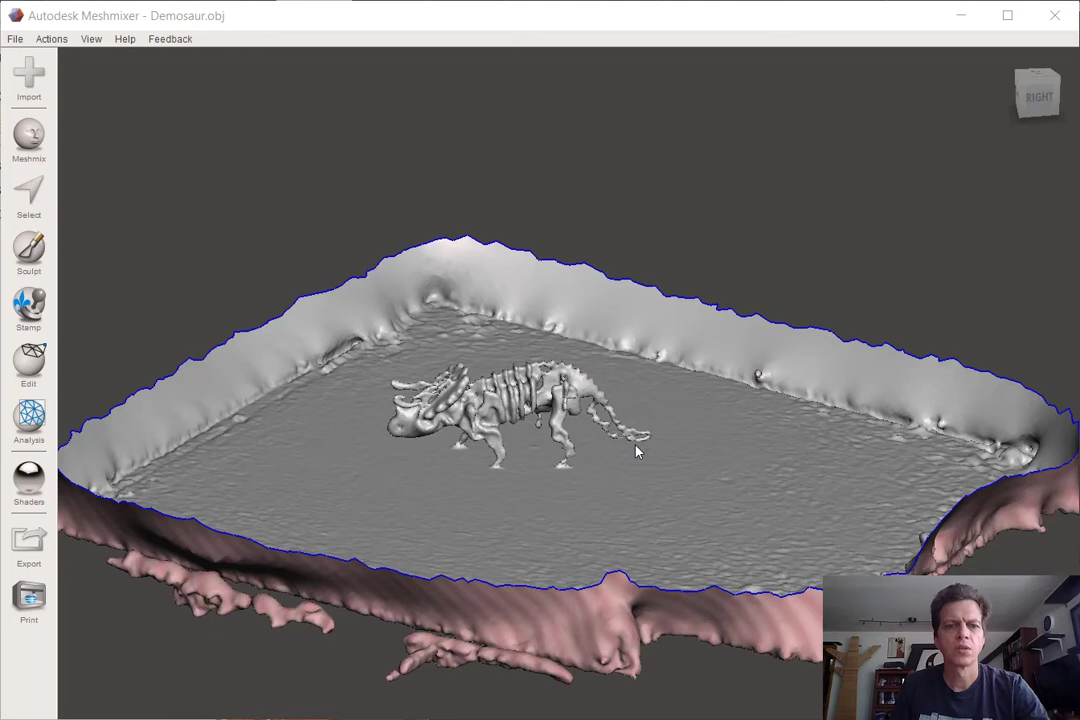 Autodesk Meshmixer - Demosaur.obj
File Actions View Help Feedback
Import
Meshmix
Select
Sculpt
Stamp
Edit
Analysis
Shaders
Export
Print
RIGHT